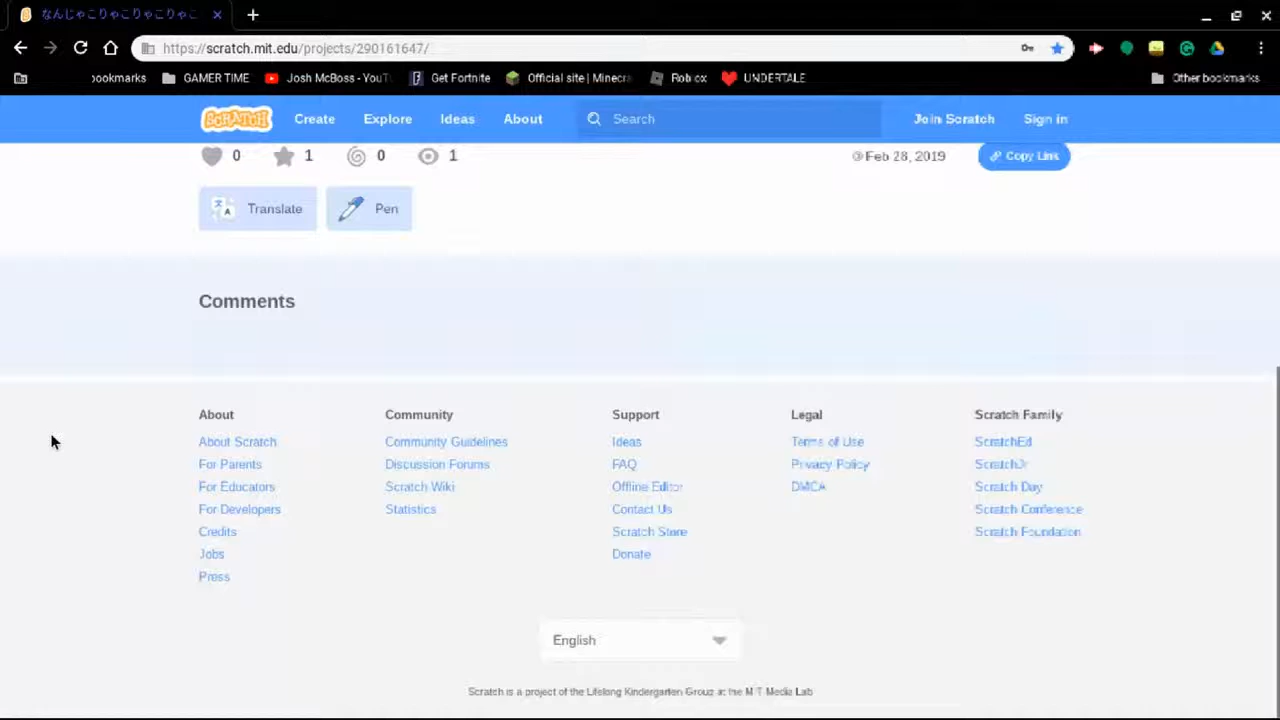 なんじゃこりゃこりゃこりゃこ
https://scratch.mit.edu/projects/290161647/
bookmarks GAMER TIME Josh McBoss - YouT Get Fortnite Official site | Minecra Roblox UNDERTALE Other bookmarks
SCRATCH Create Explore Ideas About Search Join Scratch Sign in
0 1 0 1 Feb 28, 2019 Copy Link
Translate Pen
Comments
About Community Support Legal Scratch Family
About Scratch Community Guidelines Ideas Terms of Use ScratchEd
For Parents Discussion Forums FAQ Privacy Policy ScratchJr
For Educators Scratch Wiki Offline Editor DMCA Scratch Day
For Developers Statistics Contact Us Scratch Conference
Credits Scratch Store Scratch Foundation
Jobs Donate
Press
English
Scratch is a project of the Lifelong Kindergarten Group at the MIT Media Lab